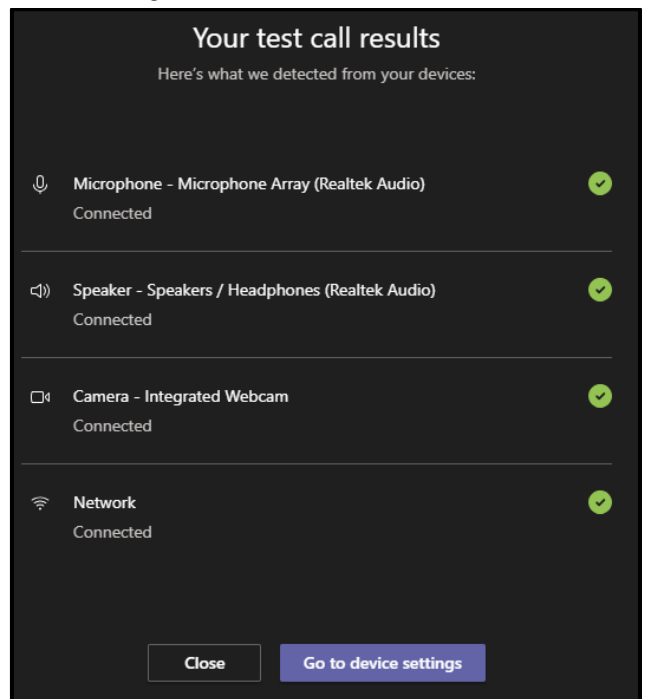 Your test call results
Here's what we detected from your devices:
Microphone - Microphone Array (Realtek Audio)
Connected
Speaker - Speakers / Headphones (Realtek Audio)
Connected
Camera - Integrated Webcam
Connected
Network
Connected
Close
Go to device settings